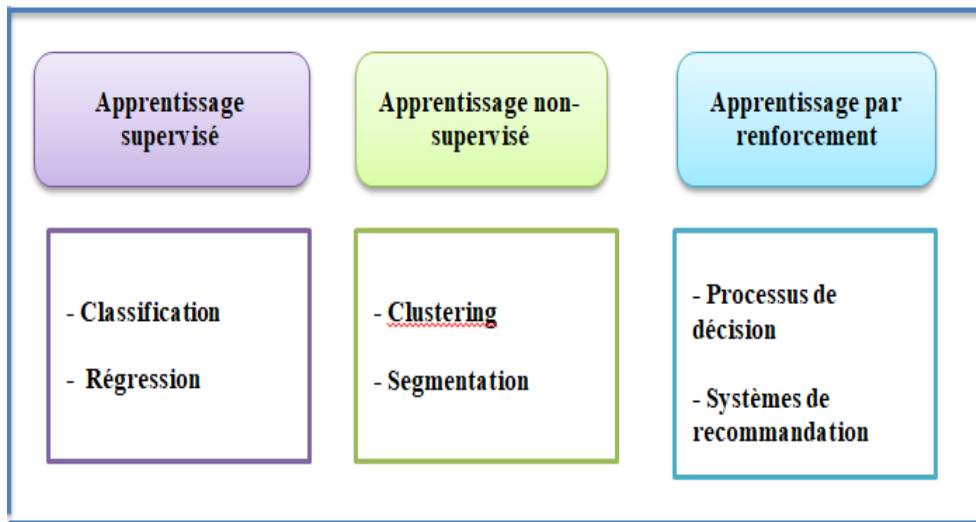 Apprentissage
supervisé
Apprentissage non-
supervisé
Apprentissage par
renforcement
- Classification
- Régression
- Clustering
- Segmentation
- Processus de
décision
- Systèmes de
recommandation